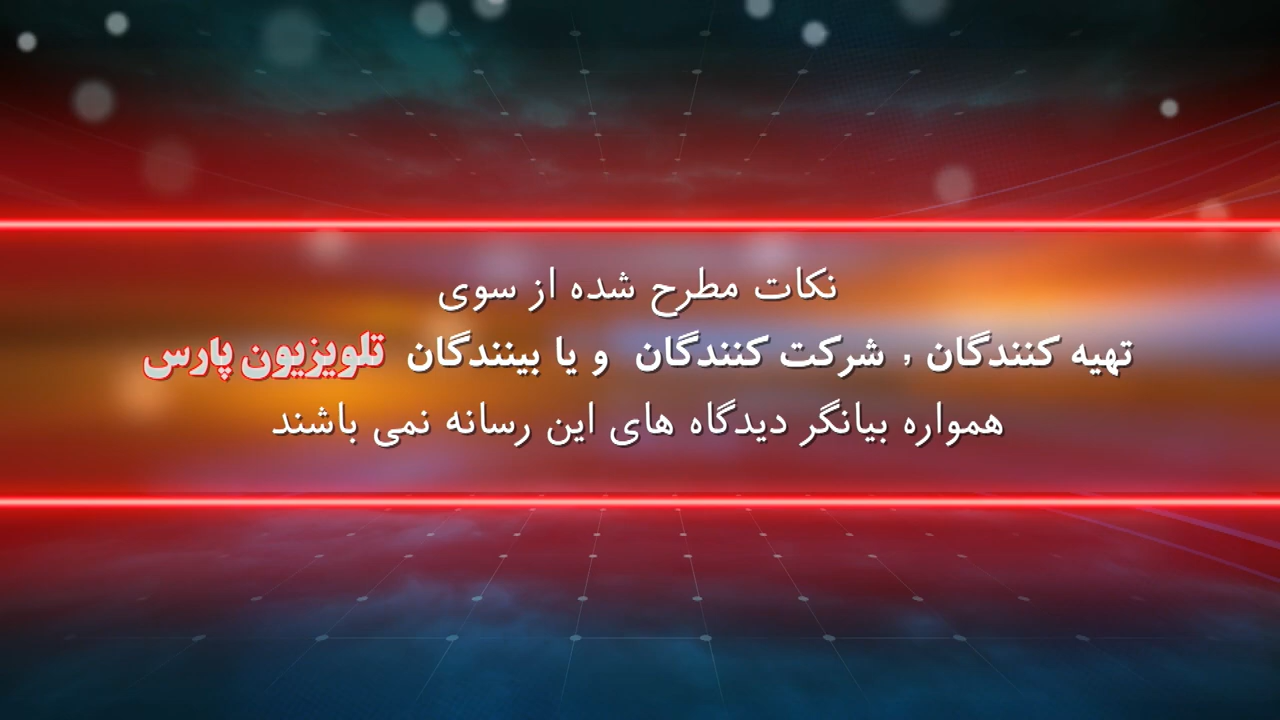 نکات مطرح شده از سوی
تهیه کنندگان , شرکت کنندگان و یا بینندگان تلویزیون پارس
همواره بیانگر دیدگاه های این رسانه نمی باشند